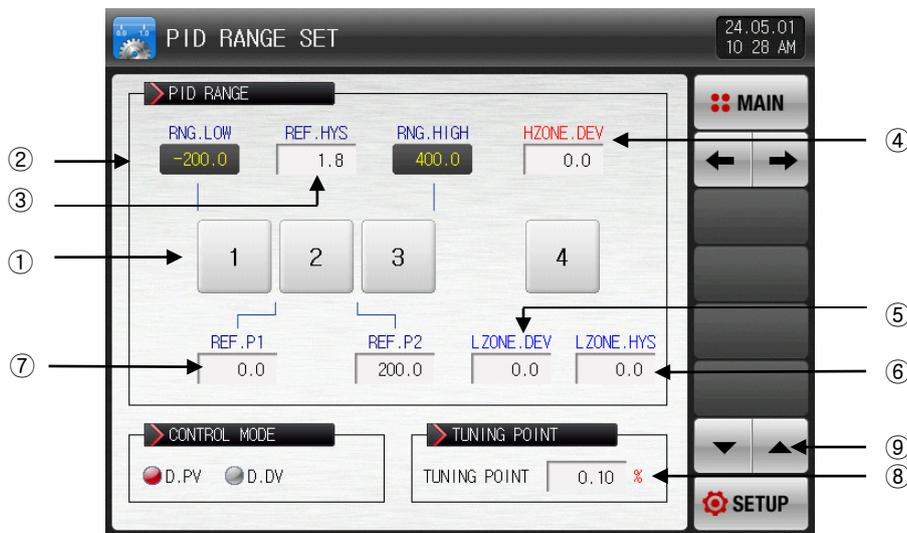 PID RANGE SET
24.05.01
10 28 AM
PID RANGE
MAIN
RNG.LOW REF.HYS RNG.HIGH HZONE.DEV
④
② -200.0 1.8 400.0 0.0
③
① 1 2 3 4
⑤
REF.P1 REF.P2 LZONE.DEV LZONE.HYS
⑦ 0.0 200.0 0.0 0.0 ⑥
CONTROL MODE TUNING POINT
⑨
D.PV D.DV TUNING POINT 0.10 % ⑧
SETUP